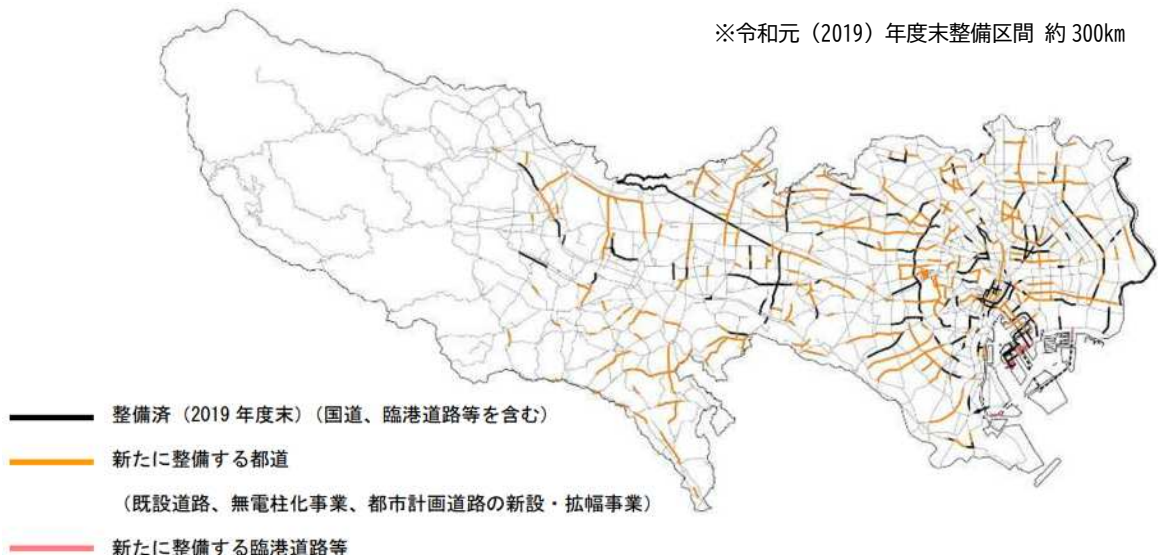 ※令和元（2019）年度末整備区間 約300km
整備済（2019 年度末）（国道、臨港道路等を含む）
新たに整備する都道
（既設道路、無電柱化事業、都市計画道路の新設・拡幅事業）
新たに整備する臨港道路等